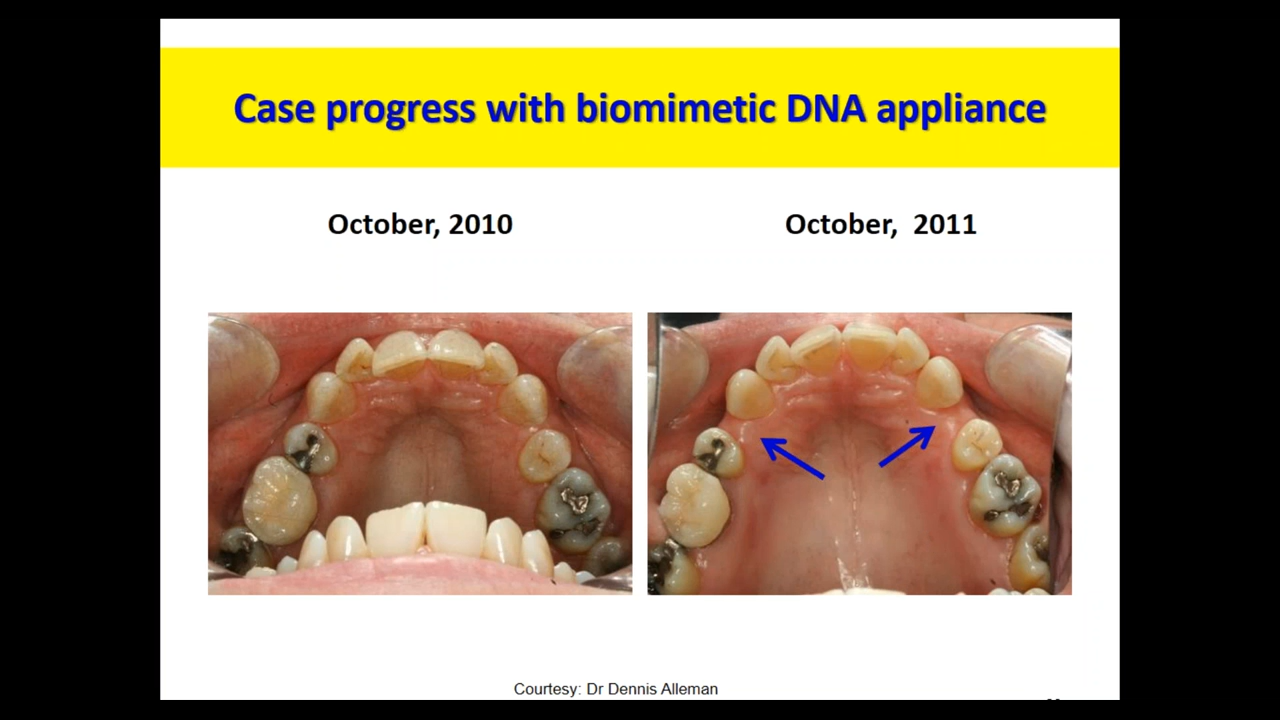 Case progress with biomimetic DNA appliance
October, 2010
October,  2011
Courtesy: Dr Dennis Alleman